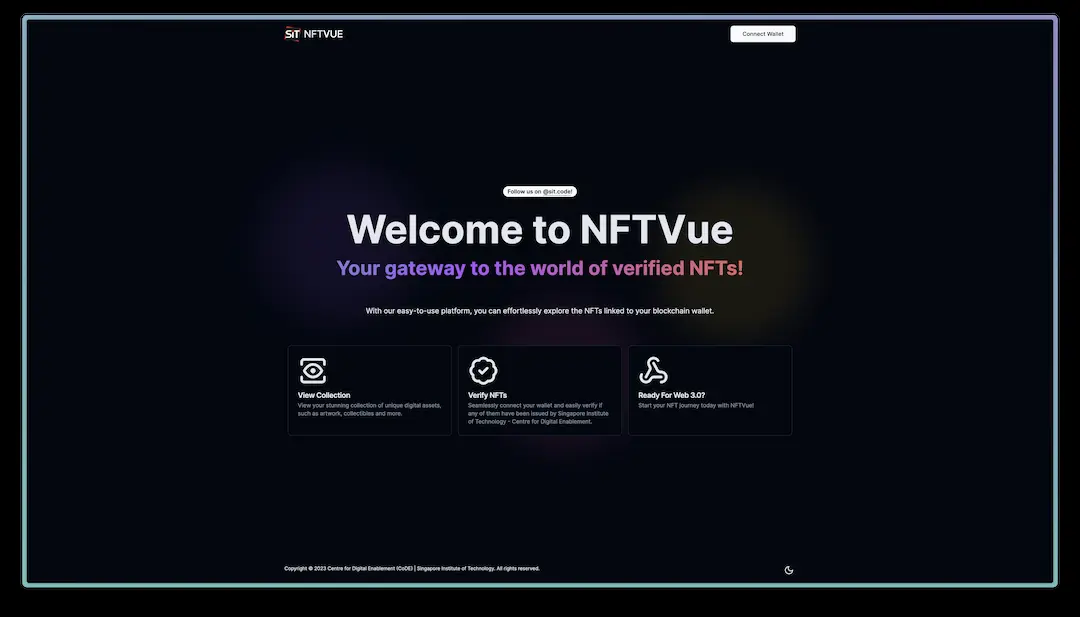 SiT NFTVUE
Connect Wallet
Follow us on @sit.code!
Welcome to NFTVue
Your gateway to the world of verified NFTs!
With our easy-to-use platform, you can effortlessly explore the NFTs linked to your blockchain wallet.
View Collection
View your stunning collection of unique digital assets,
such as artwork, collectibles and more.
Verify NFTs
Seamlessly connect your wallet and easily verify if
any of them have been issued by Singapore Institute
of Technology - Centre for Digital Enablement.
Ready For Web 3.0?
Start your NFT journey today with NFTVue!
Copyright © 2023 Centre for Digital Enablement (CoDE) | Singapore Institute of Technology. All rights reserved.